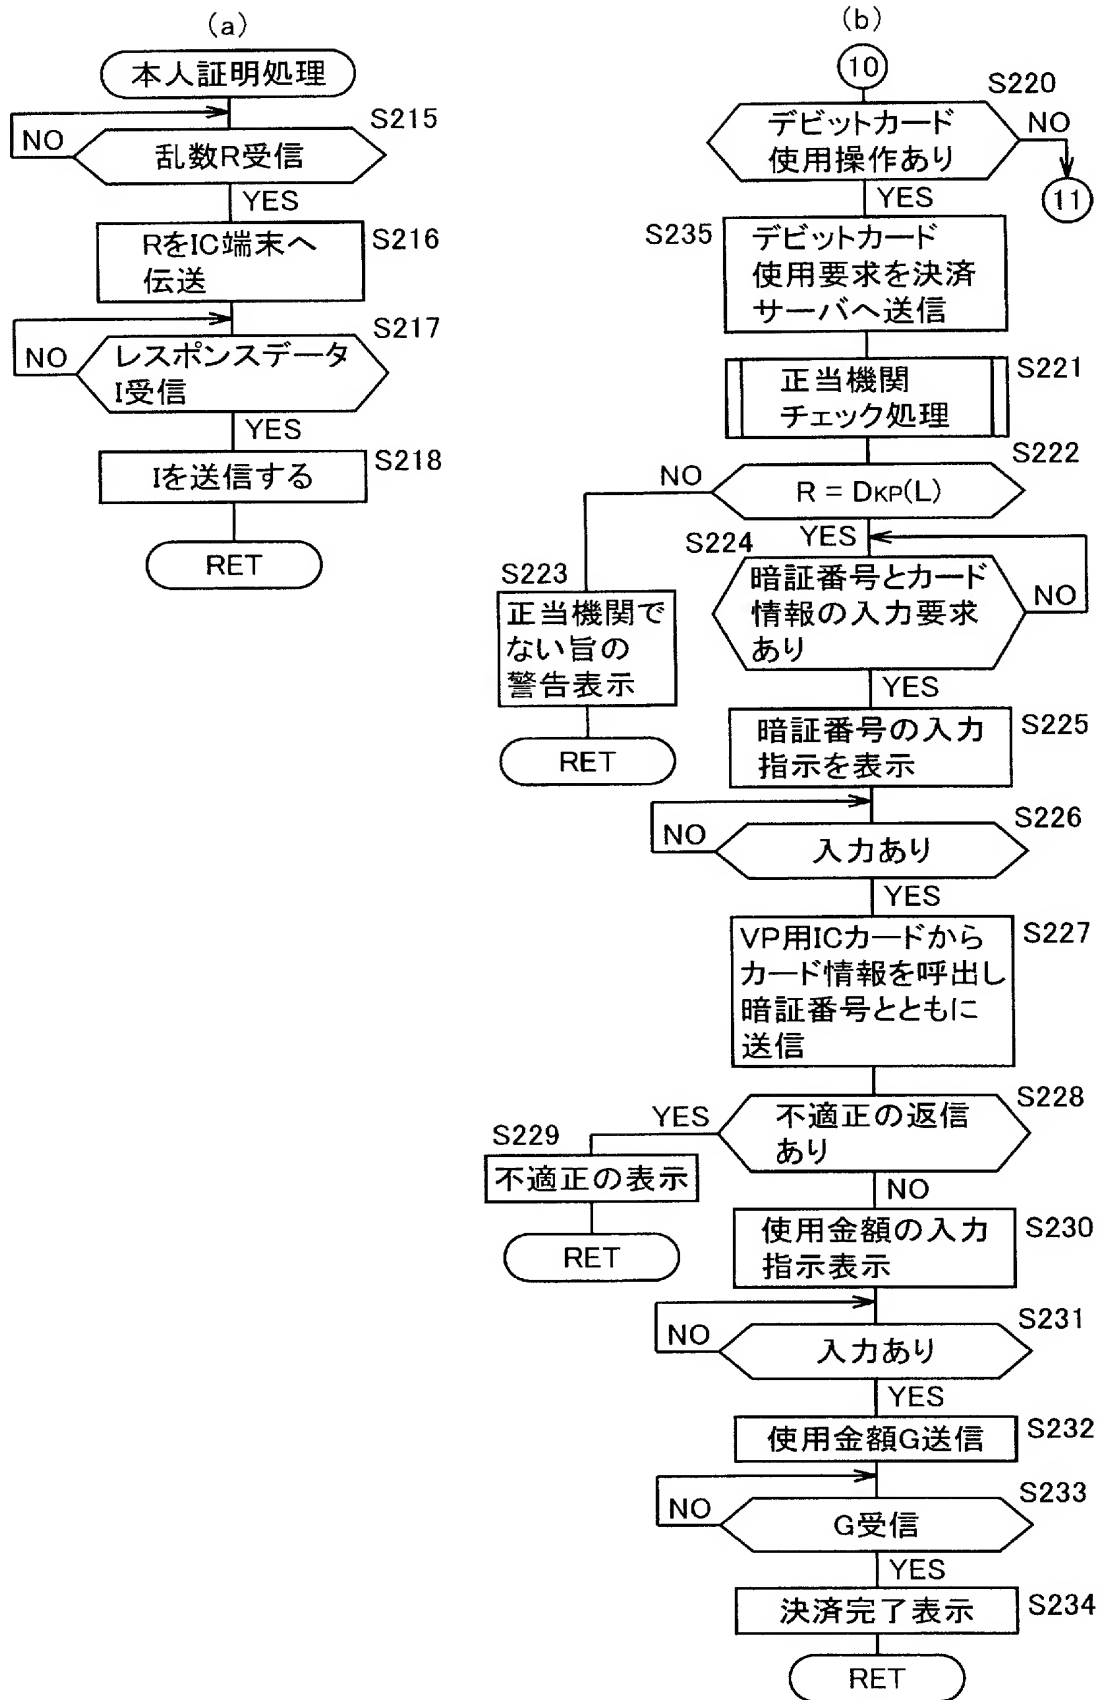 (a)
本人証明処理
S215
NO
乱数R受信
YES
RをIC端末へ
伝送
S216
S217
NO
レスポンスデータ
I受信
YES
Iを送信する
S218
RET
(b)
10
S220
デビットカード
使用操作あり
NO
11
YES
S235
デビットカード
使用要求を決済
サーバへ送信
正当機関
チェック処理
S221
S222
NO
R = DKP(L)
YES
S224
暗証番号とカード
情報の入力要求
あり
NO
S223
正当機関で
ない旨の
警告表示
RET
YES
暗証番号の入力
指示を表示
S225
S226
NO
入力あり
YES
VP用ICカードから
カード情報を呼出し
暗証番号とともに
送信
S227
S228
YES
不適正の返信
あり
S229
不適正の表示
RET
NO
使用金額の入力
指示表示
S230
S231
NO
入力あり
YES
使用金額G送信
S232
S233
NO
G受信
YES
決済完了表示
S234
RET